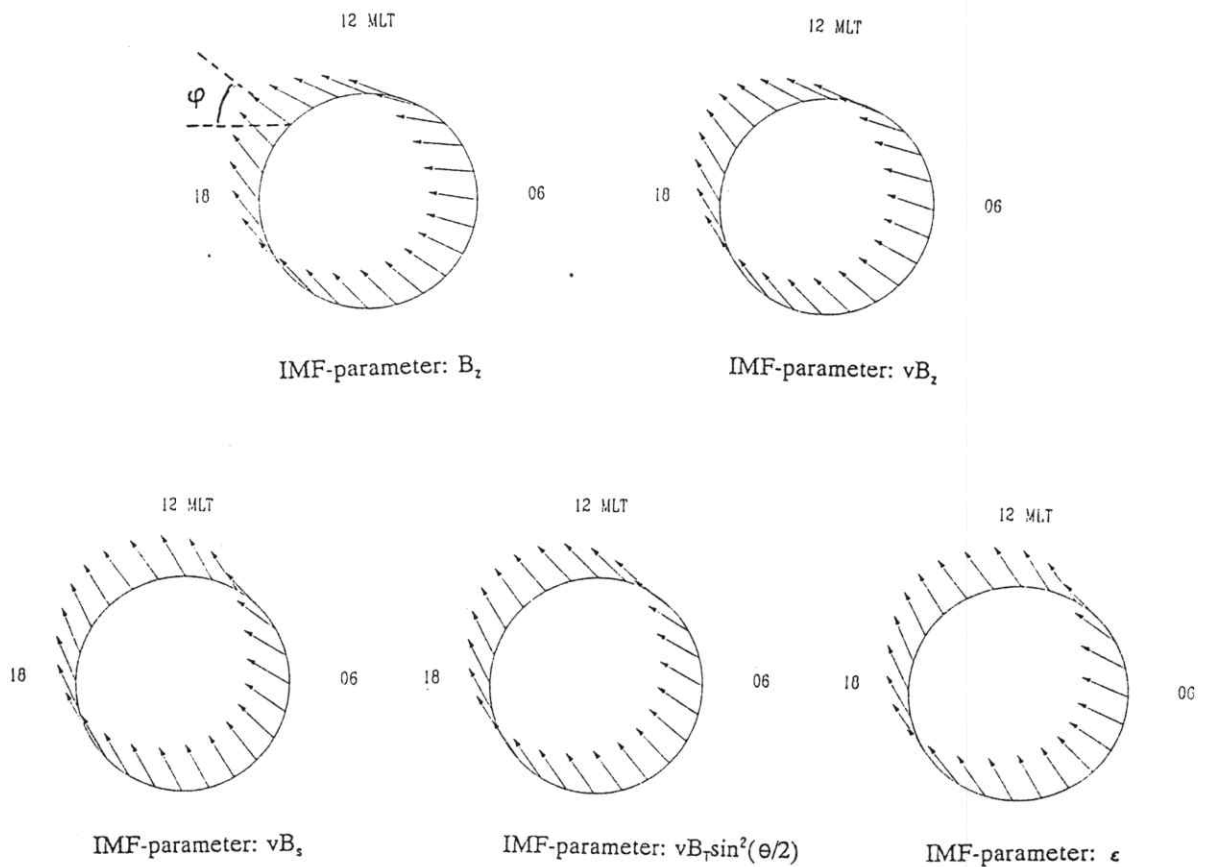 12 MLT
12 MLT
φ
18
06
18
06
IMF-parameter: B_z
IMF-parameter: vB_z
12 MLT
12 MLT
12 MLT
18
06
18
06
18
06
IMF-parameter: vB_s
IMF-parameter: vB_T sin²(θ/2)
IMF-parameter: ε